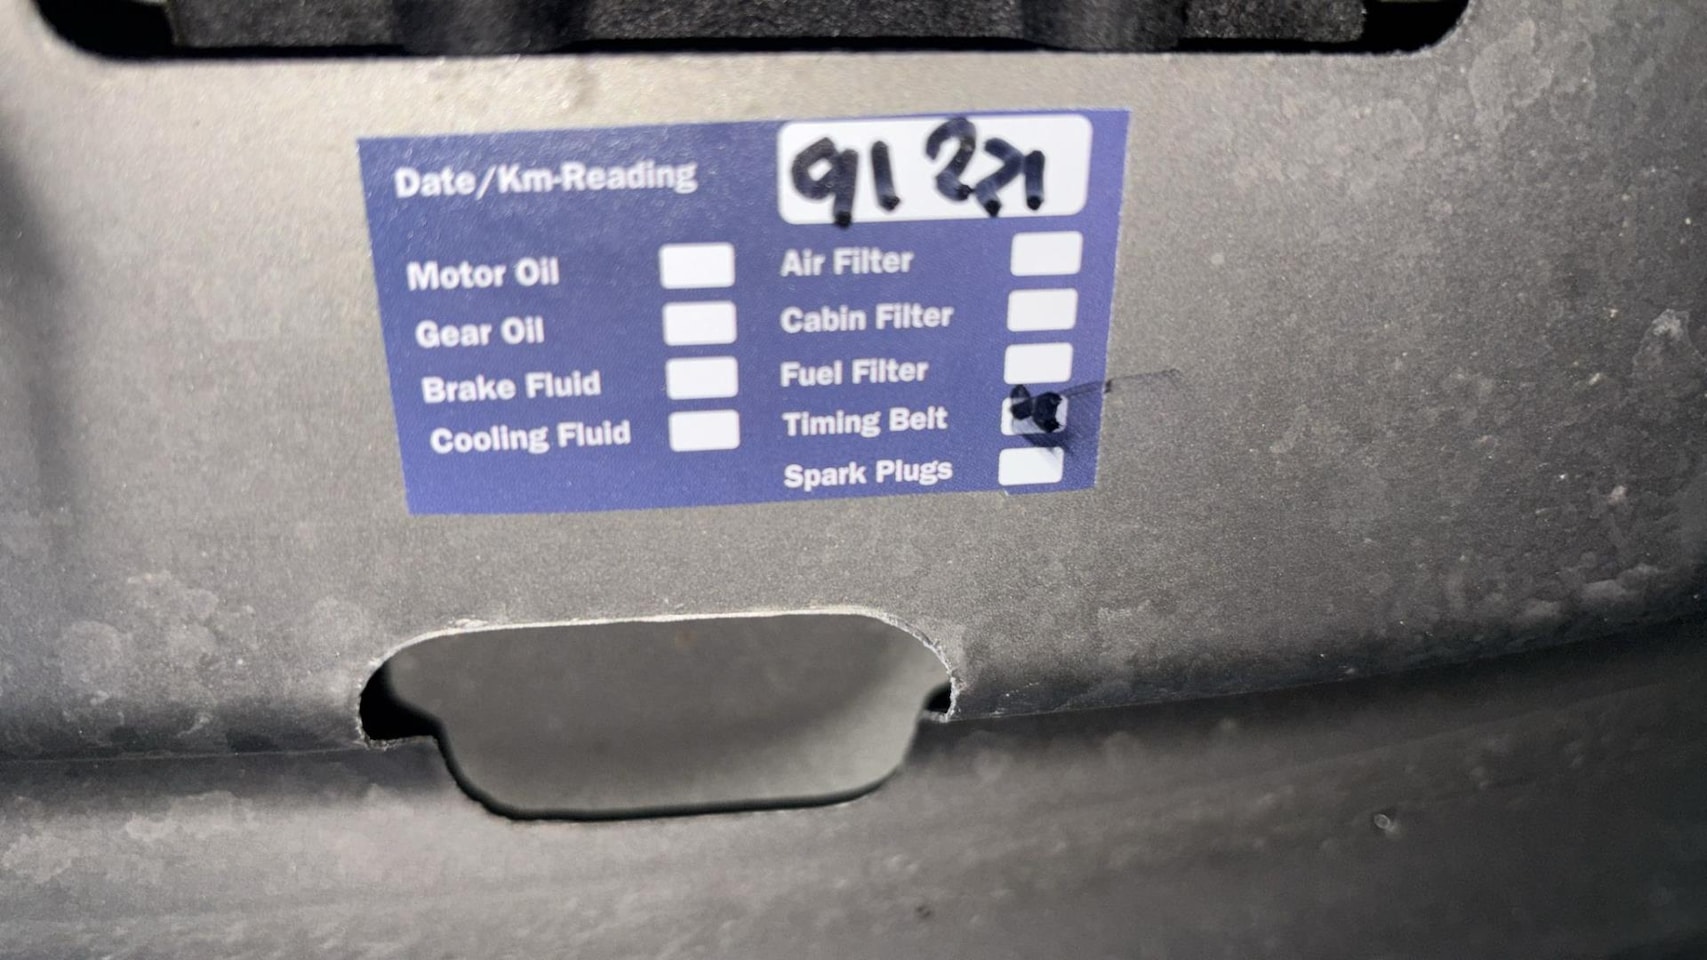 Date/Km-Reading 91 271
Motor Oil
Gear Oil
Brake Fluid
Cooling Fluid
Air Filter
Cabin Filter
Fuel Filter
Timing Belt
Spark Plugs